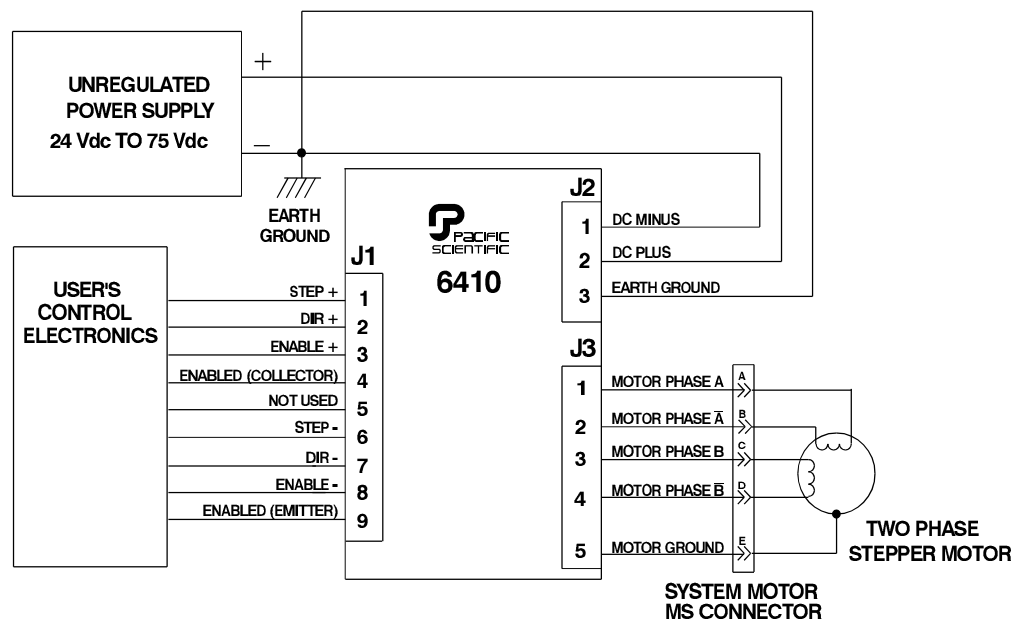 UNREGULATED
POWER SUPPLY
24 Vdc TO 75 Vdc
+
–
EARTH
GROUND
USER'S
CONTROL
ELECTRONICS
STEP +
DIR +
ENABLE +
ENABLED (COLLECTOR)
NOT USED
STEP -
DIR -
ENABLE -
ENABLED (EMITTER)
J1
1
2
3
4
5
6
7
8
9
PACIFIC
SCIENTIFIC
6410
J2
1 DC MINUS
2 DC PLUS
3 EARTH GROUND
J3
1 MOTOR PHASE A
2 MOTOR PHASE A̅
3 MOTOR PHASE B
4 MOTOR PHASE B̅
5 MOTOR GROUND
A
B
C
D
E
TWO PHASE
STEPPER MOTOR
SYSTEM MOTOR
MS CONNECTOR